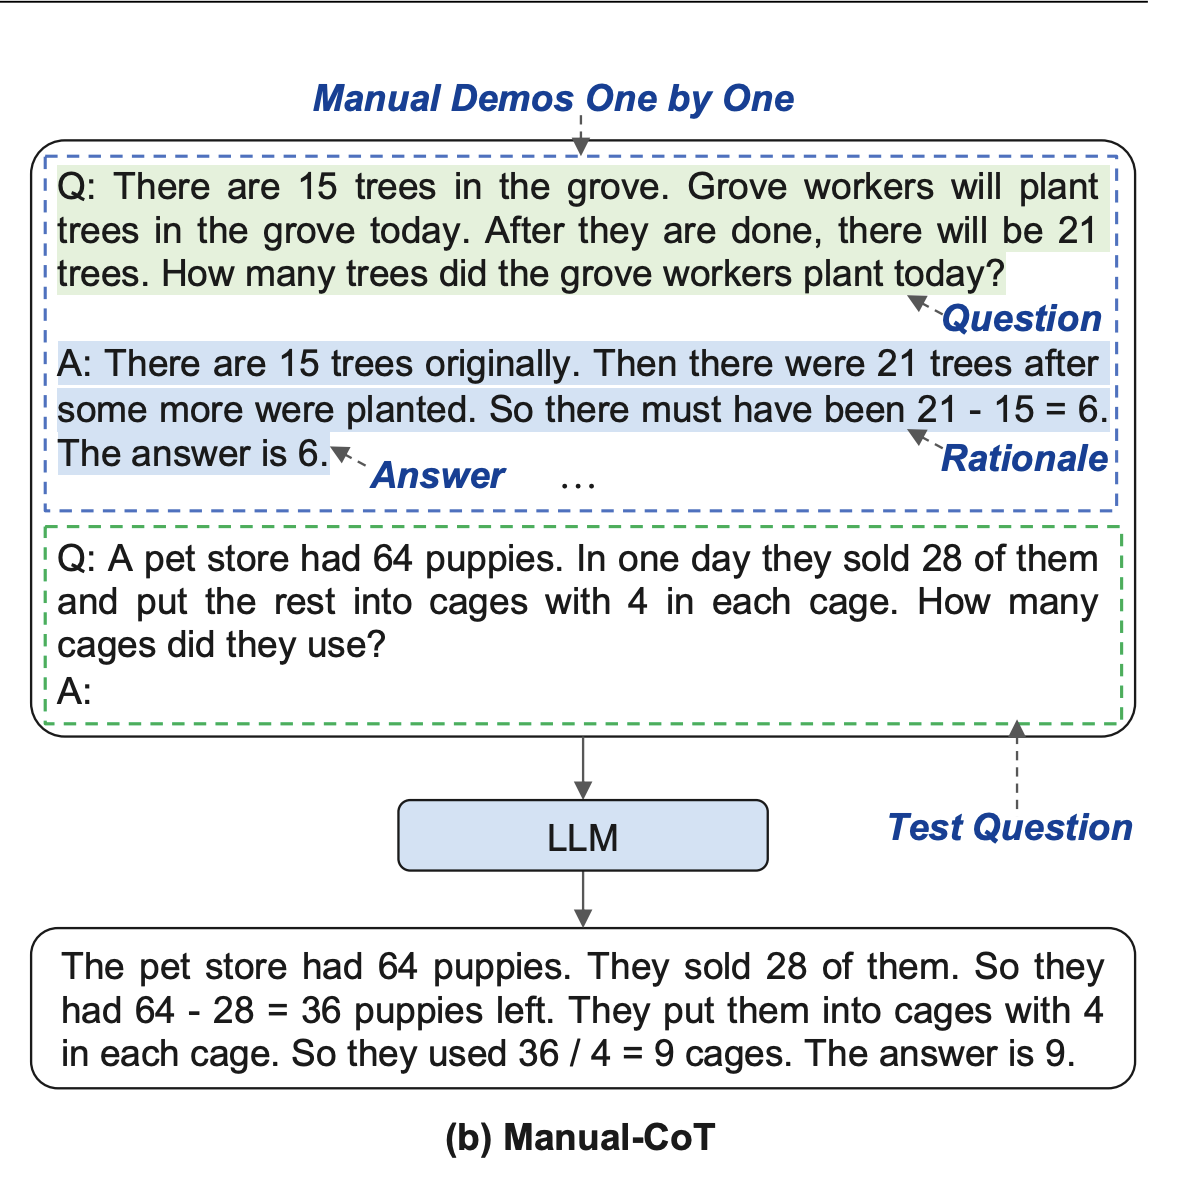 Manual Demos One by One
Q: There are 15 trees in the grove. Grove workers will plant
trees in the grove today. After they are done, there will be 21
trees. How many trees did the grove workers plant today?
Question
A: There are 15 trees originally. Then there were 21 trees after
some more were planted. So there must have been 21 - 15 = 6.
The answer is 6.
Rationale
Answer
...
Q: A pet store had 64 puppies. In one day they sold 28 of them
and put the rest into cages with 4 in each cage. How many
cages did they use?
A:
LLM
Test Question
The pet store had 64 puppies. They sold 28 of them. So they
had 64 - 28 = 36 puppies left. They put them into cages with 4
in each cage. So they used 36 / 4 = 9 cages. The answer is 9.
(b) Manual-CoT